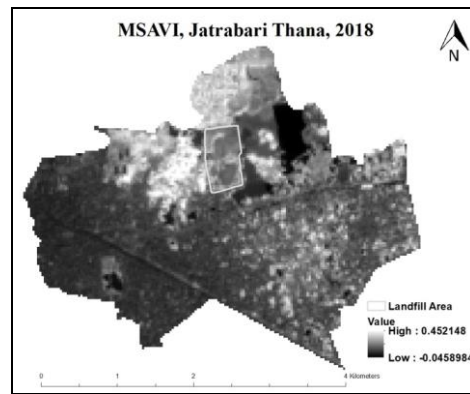 MSAVI, Jatrabari Thana, 2018
N
Landfill Area
Value
High : 0.452148
Low : -0.0458984
0 1 2 4 Kilometers